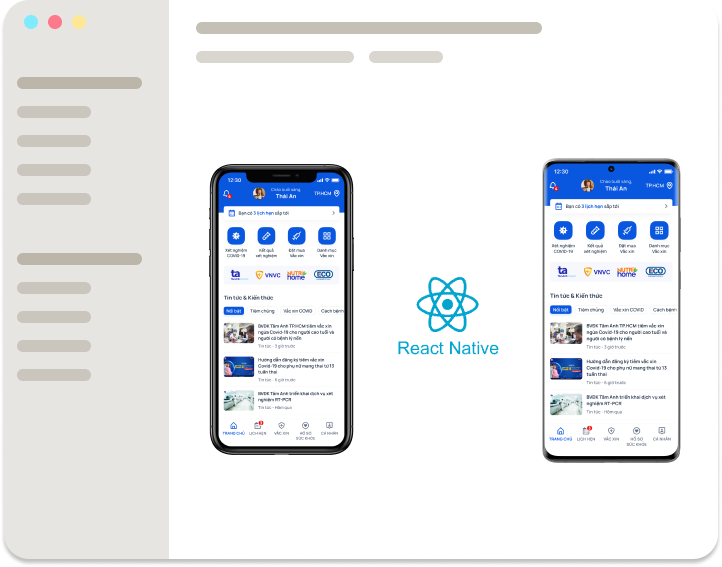 12:30
Chào buổi sáng,
Thái An
TP.HCM
Bạn có 3 lịch hẹn sắp tới
Xét nghiệm
COVID-19
Kết quả
xét nghiệm
Đặt mua
Vắc xin
Danh mục
Vắc xin
ta
VNVC
NUTRI
home
ECO
Tin tức & Kiến thức
Nổi bật
Tiêm chủng
Vắc xin COVID
Cách bệnh
BVĐK Tâm Anh TP.HCM tiêm vắc xin
ngừa Covid-19 cho người cao tuổi và
người có bệnh lý nền
Tin tức · 3 giờ trước
Hướng dẫn đăng ký tiêm vắc xin
Covid-19 cho phụ nữ mang thai từ 13
tuần thai
Tin tức · 6 giờ trước
BVĐK Tâm Anh triển khai dịch vụ xét
nghiệm RT-PCR
Tin tức · Hôm qua
TRANG CHỦ
LỊCH HẸN
VẮC XIN
HỒ SƠ
SỨC KHỎE
CÁ NHÂN
React Native
12:30
Chào buổi sáng,
Thái An
TP.HCM
Bạn có 3 lịch hẹn sắp tới
Xét nghiệm
COVID-19
Kết quả
xét nghiệm
Đặt mua
Vắc xin
Danh mục
Vắc xin
ta
VNVC
NUTRI
home
ECO
Tin tức & Kiến thức
Nổi bật
Tiêm chủng
Vắc xin COVID
Cách bệnh
BVĐK Tâm Anh TP.HCM tiêm vắc xin
ngừa Covid-19 cho người cao tuổi và
người có bệnh lý nền
Tin tức · 3 giờ trước
Hướng dẫn đăng ký tiêm vắc xin
Covid-19 cho phụ nữ mang thai từ 13
tuần thai
Tin tức · 6 giờ trước
BVĐK Tâm Anh triển khai dịch vụ xét
nghiệm RT-PCR
Tin tức · Hôm qua
TRANG CHỦ
LỊCH HẸN
VẮC XIN
HỒ SƠ
SỨC KHỎE
CÁ NHÂN